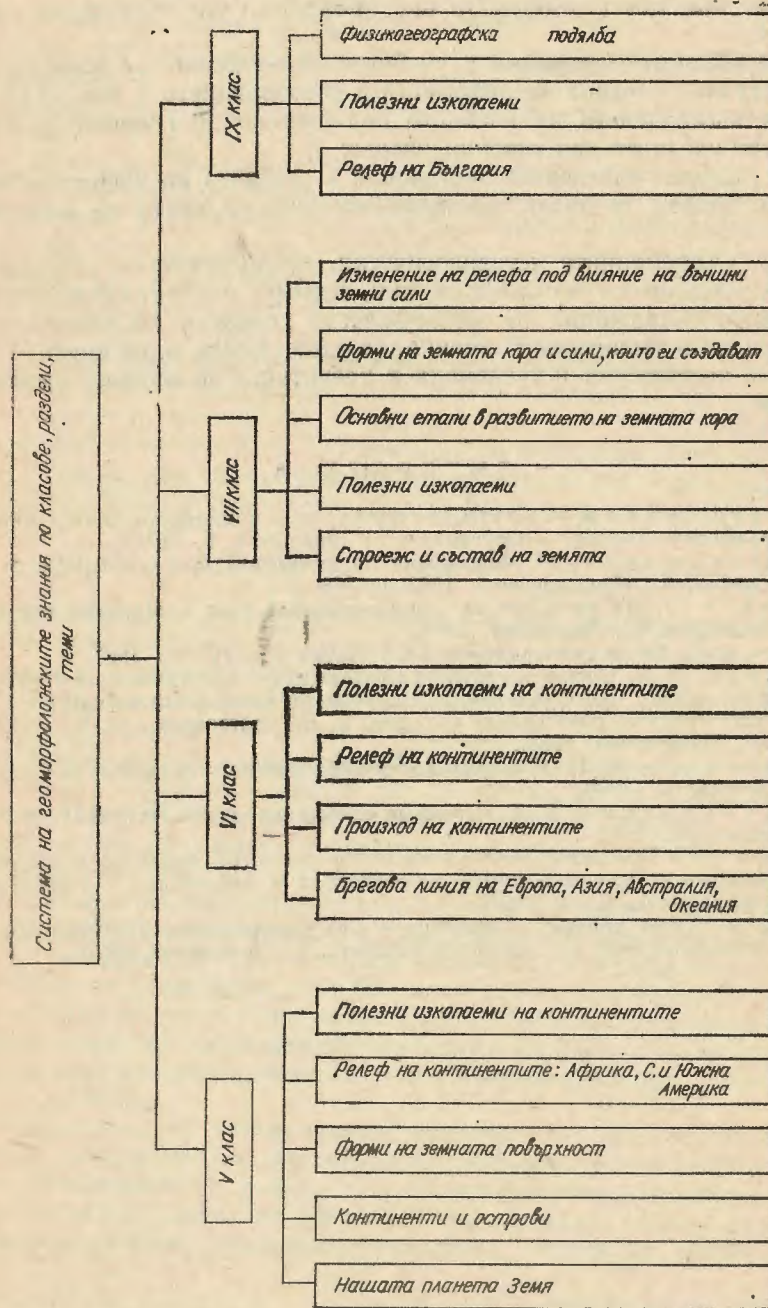 Система на геоморфоложките знания по класове, раздели,
теми
IX клас
Физикогеографска подялба
Полезни изкопаеми
Релеф на България
VII клас
Изменение на релефа под влияние на външни
земни сили
Форми на земната кора и сили, които ги създават
Основни етапи в развитието на земната кора
Полезни изкопаеми
Строеж и състав на земята
VI клас
Полезни изкопаеми на континентите
Релеф на континентите
Произход на континентите
Брегова линия на Европа, Азия, Австралия,
Океания
V клас
Полезни изкопаеми на континентите
Релеф на континентите: Африка, С. и Южна
Америка
Форми на земната повърхност
Континенти и острови
Нашата планета Земя